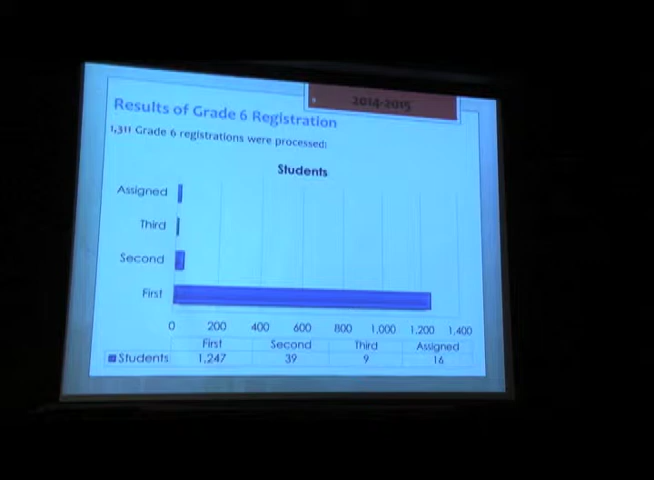 2014-2015
Results of Grade 6 Registration
1,311 Grade 6 registrations were processed:
Students
Assigned
Third
Second
First
0 200 400 600 800 1,000 1,200 1,400
First Second Third Assigned
Students 1,247 39 9 16